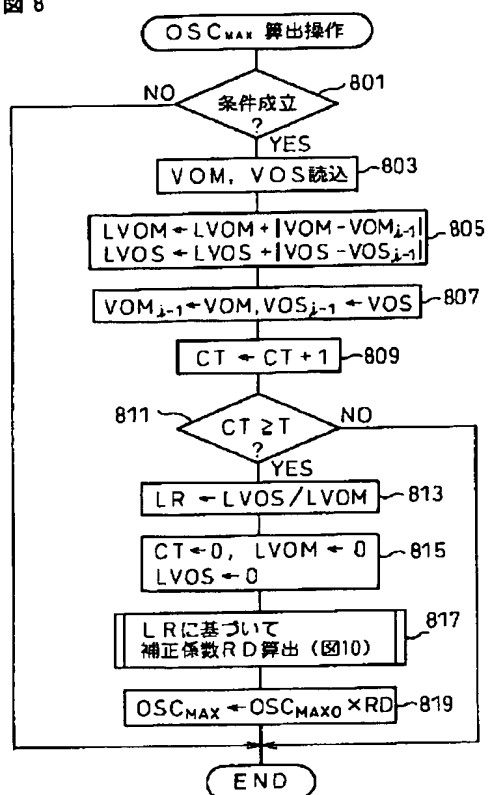 図 8
OSCMAX 算出操作
801
NO
条件成立
?
YES
VOM, VOS読込
803
LVOM←LVOM+|VOM-VOMi-1|
LVOS←LVOS+|VOS-VOSi-1|
805
VOMi-1←VOM,VOSi-1←VOS
807
CT←CT+1
809
811
CT≧T
?
NO
YES
LR←LVOS/LVOM
813
CT←0, LVOM←0
LVOS←0
815
LRに基づいて
補正係数RD算出(図10)
817
OSCMAX←OSCMAX0×RD
819
END